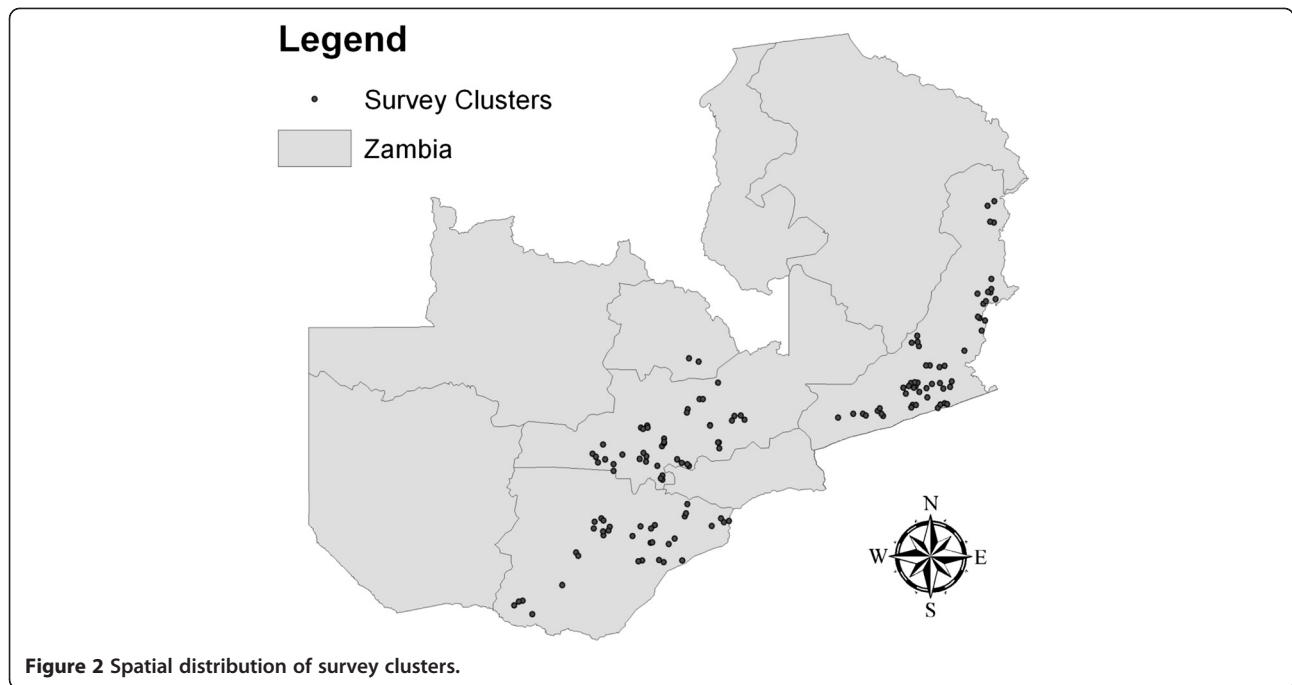 Legend
Survey Clusters
Zambia
N
W E
S
Figure 2 Spatial distribution of survey clusters.